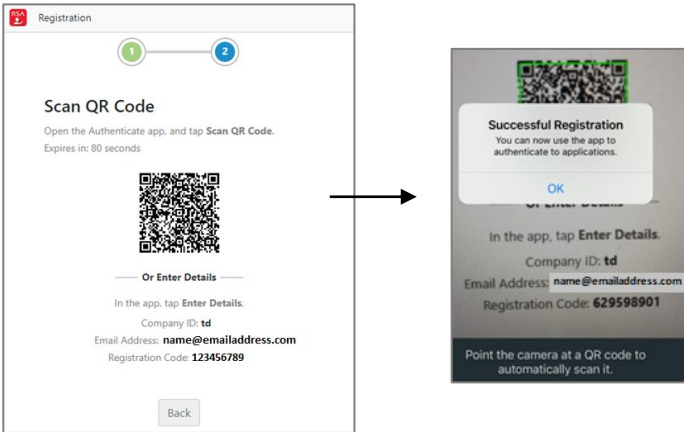 RSA
Registration
1
2
Scan QR Code
Open the Authenticate app, and tap Scan QR Code.
Expires in: 80 seconds
Or Enter Details
In the app, tap Enter Details.
Company ID: td
Email Address: name@emailaddress.com
Registration Code: 123456789
Back
Successful Registration
You can now use the app to
authenticate to applications.
OK
Or Enter Details
In the app, tap Enter Details.
Company ID: td
Email Address: name@emailaddress.com
Registration Code: 629598901
Point the camera at a QR code to
automatically scan it.